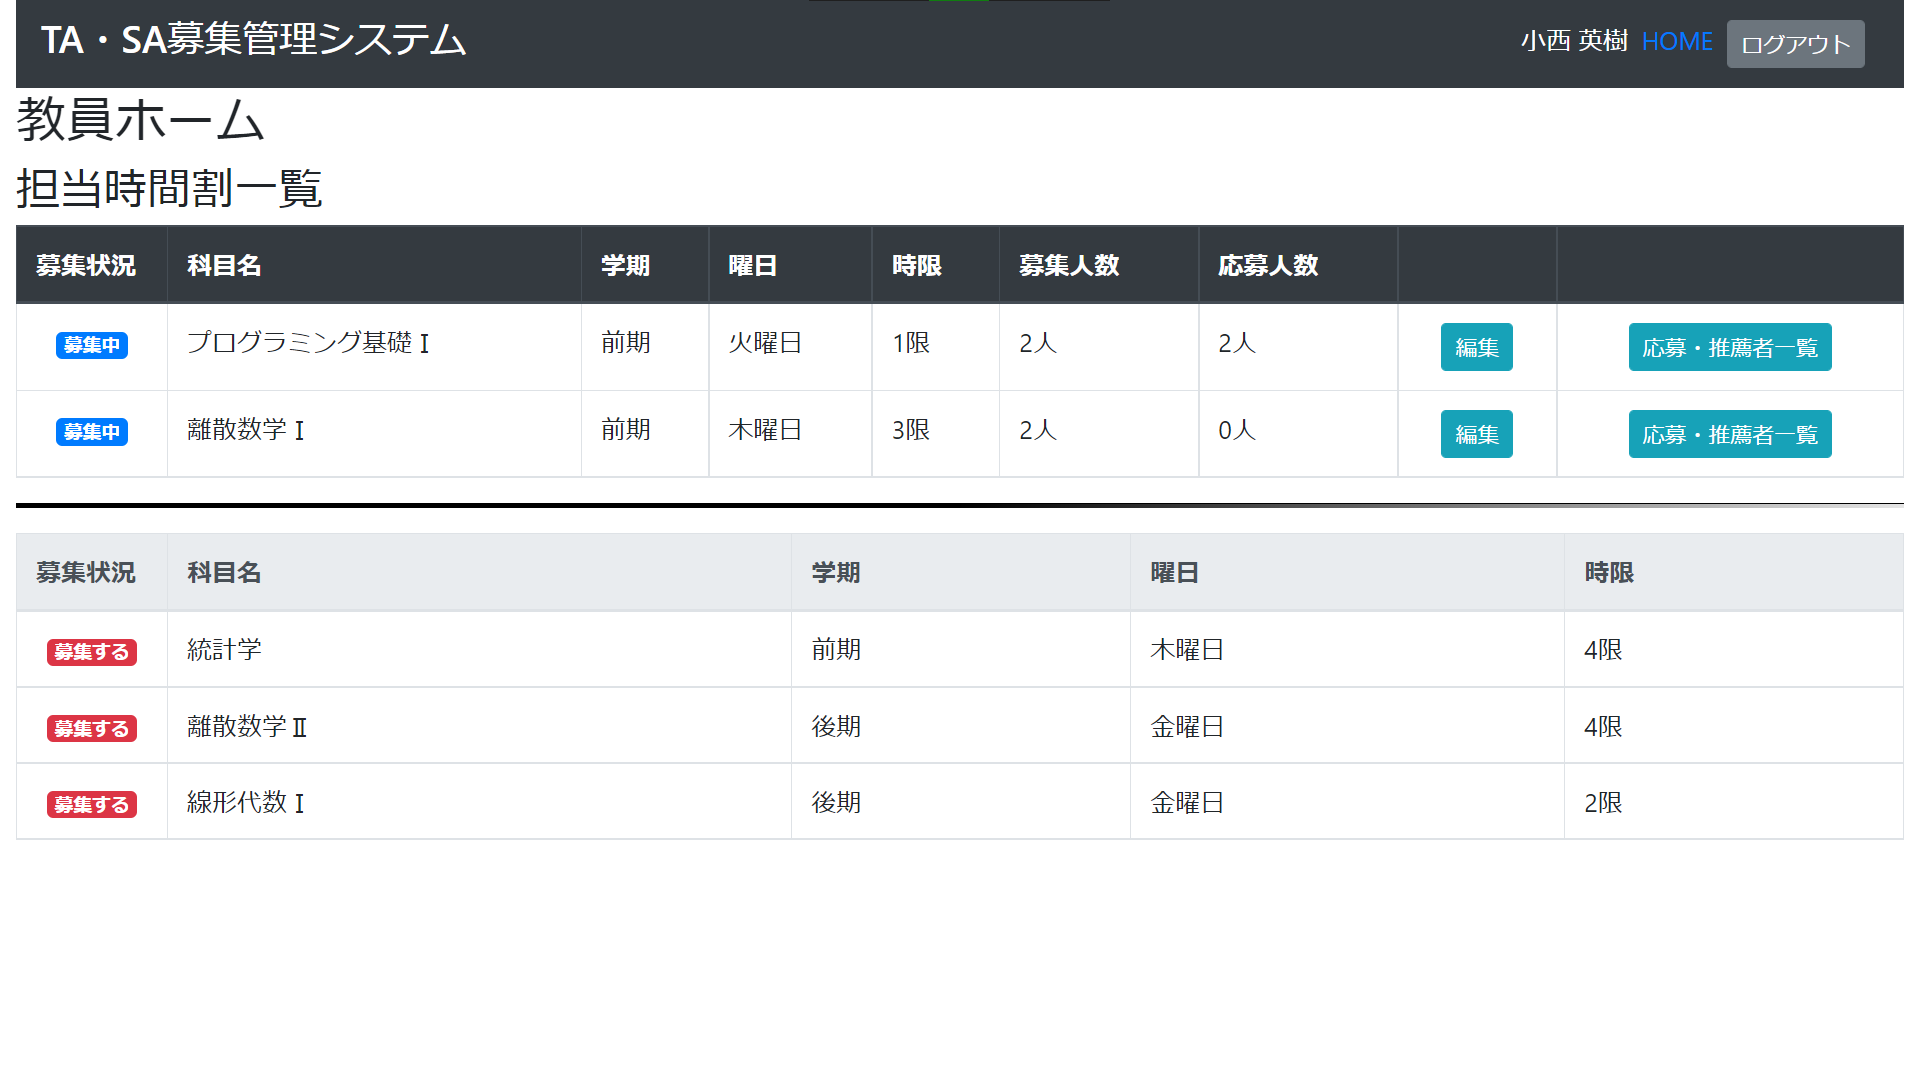 TA・SA募集管理システム 小西 英樹 HOME ログアウト
教員ホーム
担当時間割一覧
募集状況 科目名 学期 曜日 時限 募集人数 応募人数
募集中 プログラミング基礎Ⅰ 前期 火曜日 1限 2人 2人 編集 応募・推薦者一覧
募集中 離散数学Ⅰ 前期 木曜日 3限 2人 0人 編集 応募・推薦者一覧
募集状況 科目名 学期 曜日 時限
募集する 統計学 前期 木曜日 4限
募集する 離散数学Ⅱ 後期 金曜日 4限
募集する 線形代数Ⅰ 後期 金曜日 2限